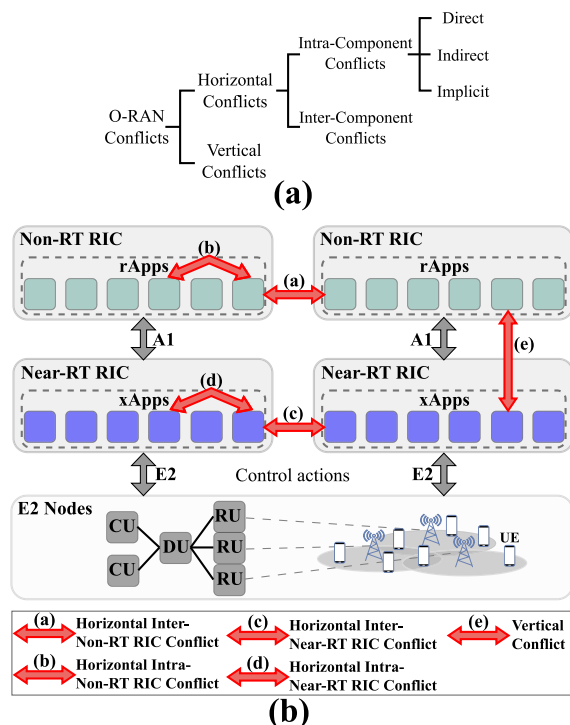 Direct
Intra-Component
Conflicts
Indirect
Horizontal
Conflicts
Implicit
O-RAN
Conflicts
Inter-Component
Conflicts
Vertical
Conflicts
(a)
Non-RT RIC
(b)
rApps
(a)
Non-RT RIC
rApps
A1
A1
(e)
Near-RT RIC
(d)
xApps
(c)
Near-RT RIC
xApps
E2
Control actions
E2
E2 Nodes
CU
CU
DU
RU
RU
RU
UE
(a) Horizontal Inter-
Non-RT RIC Conflict
(c) Horizontal Inter-
Near-RT RIC Conflict
(e) Vertical
Conflict
(b) Horizontal Intra-
Non-RT RIC Conflict
(d) Horizontal Intra-
Near-RT RIC Conflict
(b)